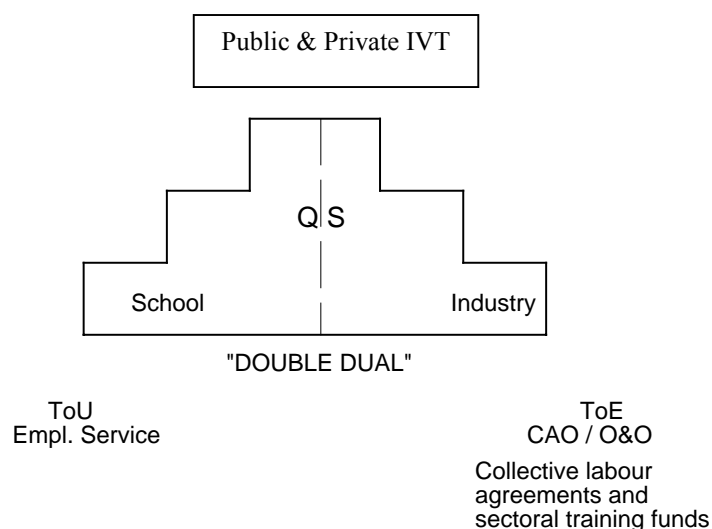 Public & Private IVT
Q S
School
Industry
"DOUBLE DUAL"
ToU
Empl. Service
ToE
CAO / O&O
Collective labour
agreements and
sectoral training funds